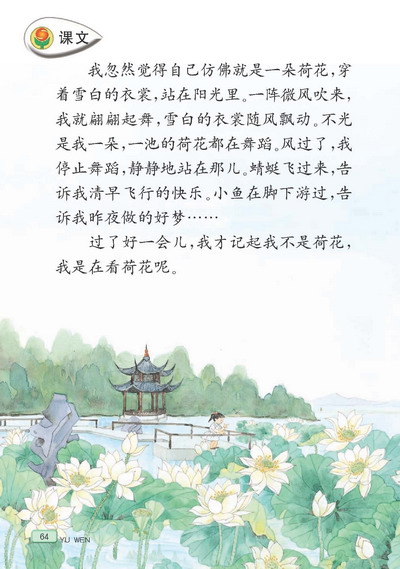 课文
我忽然觉得自己仿佛就是一朵荷花，穿
着雪白的衣裳，站在阳光里。一阵微风吹来，
我就翩翩起舞，雪白的衣裳随风飘动。不光
是我一朵，一池的荷花都在舞蹈。风过了，我
停止舞蹈，静静地站在那儿。蜻蜓飞过来，告
诉我清早飞行的快乐。小鱼在脚下游过，告
诉我昨夜做的好梦……
过了好一会儿，我才记起我不是荷花，
我是在看荷花呢。
64
YU WEN